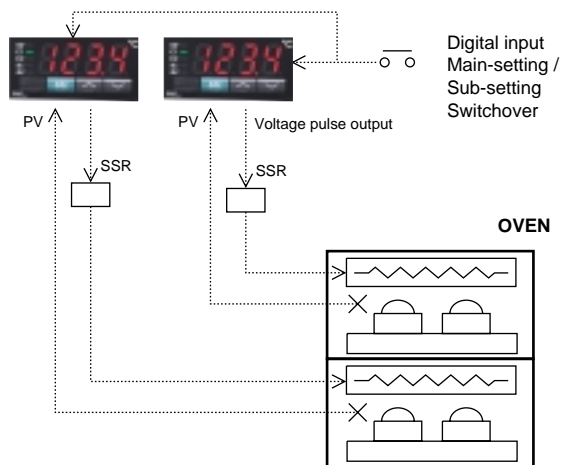 1234
1234
Digital input
Main-setting /
Sub-setting
Switchover
PV
PV
Voltage pulse output
SSR
SSR
OVEN